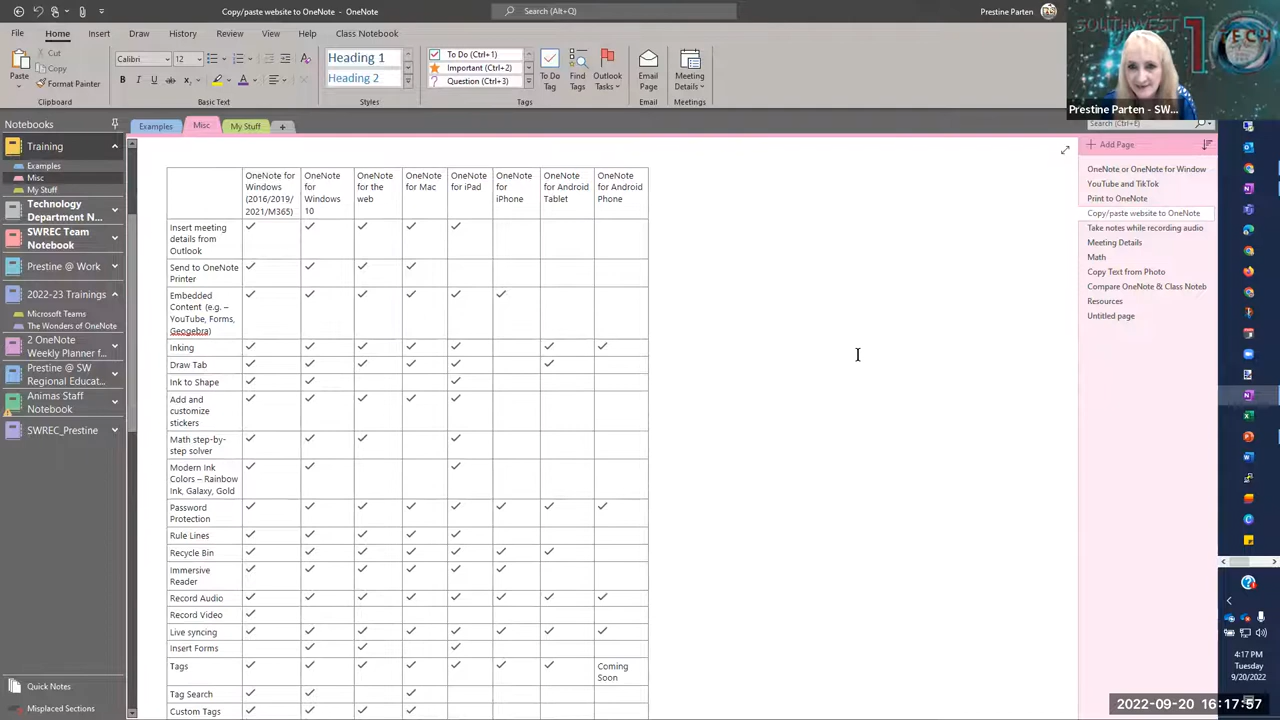 Copy/paste website to OneNote - OneNote
Search (Alt+Q)
Prestine Parten
File Home Insert Draw History Review View Help Class Notebook
Paste
Cut
Copy
Format Painter
Clipboard
Calibri 12
Basic Text
Heading 1
Heading 2
Styles
To Do (Ctrl+1)
Important (Ctrl+2)
Question (Ctrl+3)
To Do
Tag
Find
Tags
Outlook
Tasks
Tags
Email
Page
Email
Meeting
Details
Meetings
SOUTHWEST
TECH
Prestine Parten - SW...
Notebooks
Training
Examples
Misc
My Stuff
Technology
Department N...
SWREC Team
Notebook
Prestine @ Work
2022-23 Trainings
Microsoft Teams
The Wonders of OneNote
2 OneNote
Weekly Planner f...
Prestine @ SW
Regional Educat...
Animas Staff
Notebook
SWREC_Prestine
Quick Notes
Misplaced Sections
Examples Misc My Stuff
OneNote for
Windows
(2016/2019/
2021/M365)
OneNote
for
Windows
10
OneNote
for the
web
OneNote
for Mac
OneNote
for iPad
OneNote
for
iPhone
OneNote
for Android
Tablet
OneNote
for Android
Phone
Insert meeting
details from
Outlook
Send to OneNote
Printer
Embedded
Content (e.g. –
YouTube, Forms,
Geogebra)
Inking
Draw Tab
Ink to Shape
Add and
customize
stickers
Math step-by-
step solver
Modern Ink
Colors – Rainbow
Ink, Galaxy, Gold
Password
Protection
Rule Lines
Recycle Bin
Immersive
Reader
Record Audio
Record Video
Live syncing
Insert Forms
Tags
Coming
Soon
Tag Search
Custom Tags
Search (Ctrl+E)
Add Page
OneNote or OneNote for Window
YouTube and TikTok
Print to OneNote
Copy/paste website to OneNote
Take notes while recording audio
Meeting Details
Math
Copy Text from Photo
Compare OneNote & Class Noteb
Resources
Untitled page
4:17 PM
Tuesday
9/20/2022
2022-09-20 16:17:57